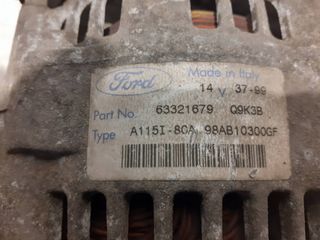 Ford
Made in Italy
14 V 37-99
Part No. 63321679 Q9K3B
Type A115I-80A 98AB10300GF